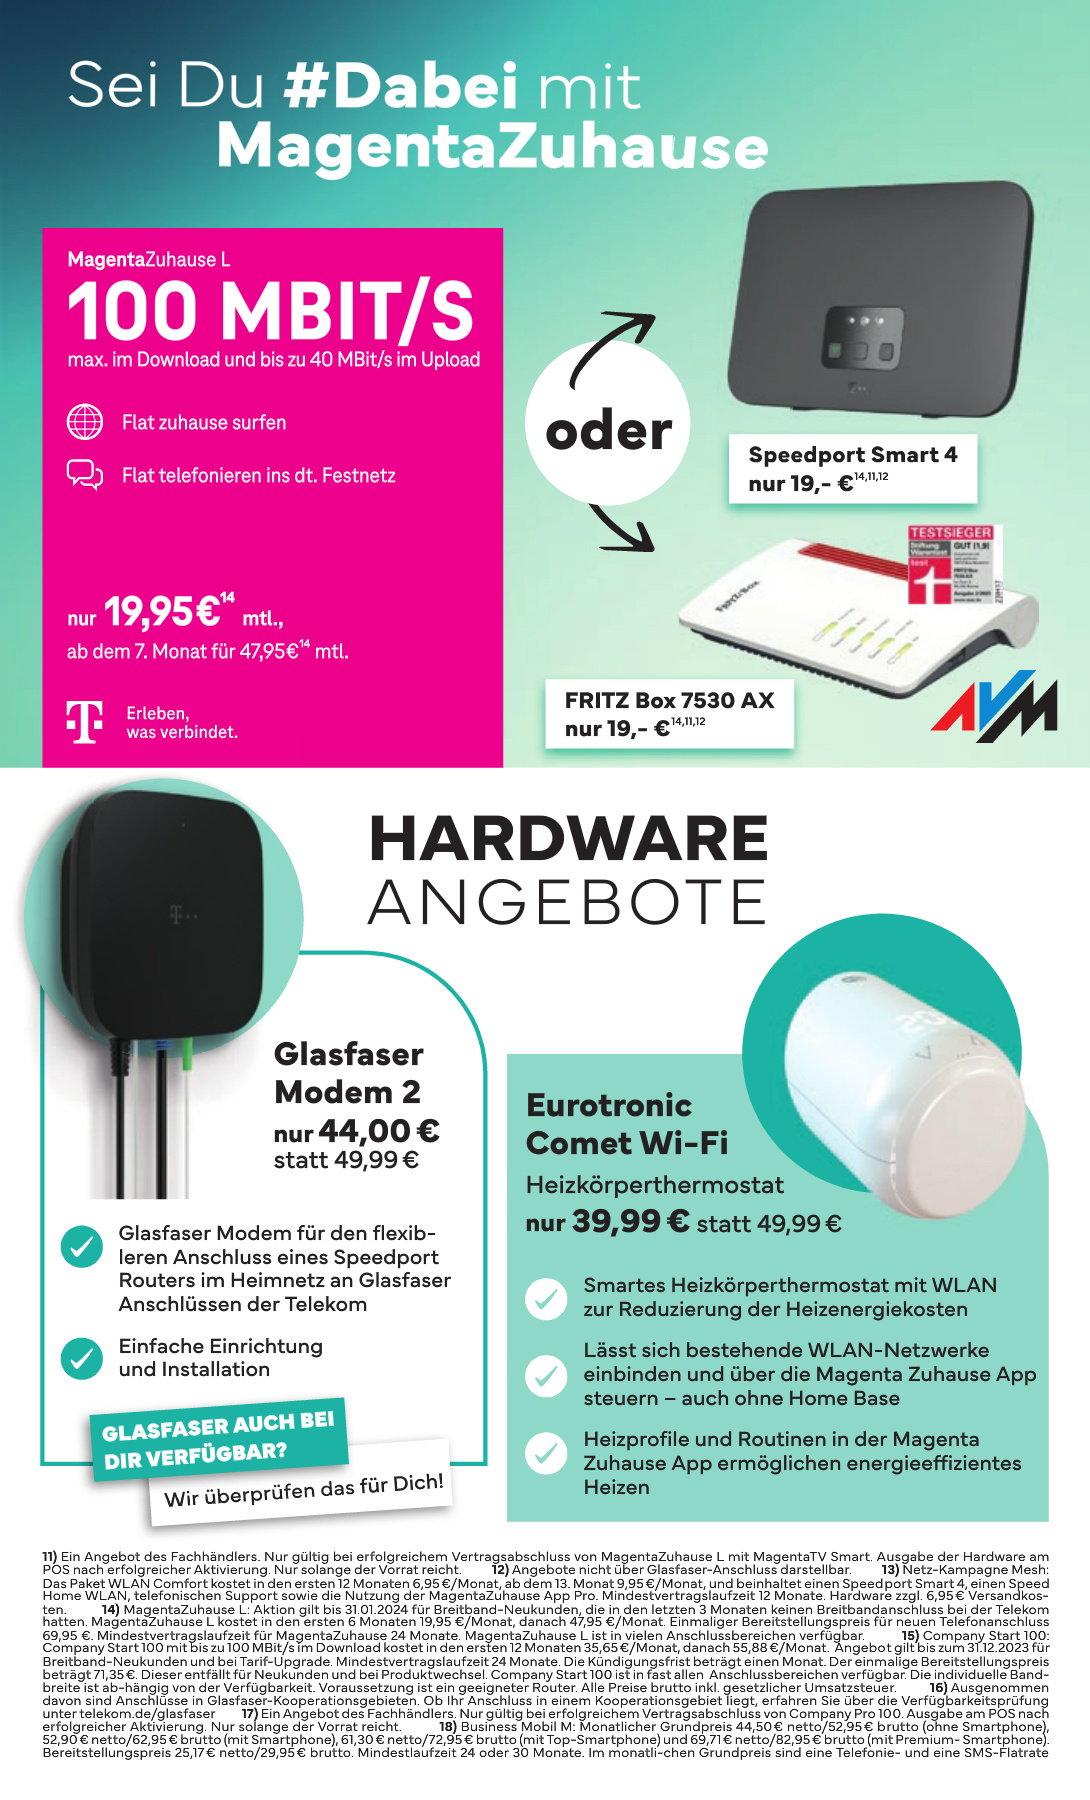 Sei Du #Dabei mit
MagentaZuhause
MagentaZuhause L
100 MBIT/S
max. im Download und bis zu 40 MBit/s im Upload
Flat zuhause surfen
Flat telefonieren ins dt. Festnetz
nur 19,95 €14 mtl.,
ab dem 7. Monat für 47,95 €14 mtl.
Erleben,
was verbindet.
oder
Speedport Smart 4
nur 19,- €14,11,12
TESTSIEGER
Stiftung
Warentest
GUT (1,9)
test
FRITZ!Box
FRITZ Box 7530 AX
nur 19,- €14,11,12
AVM
HARDWARE
ANGEBOTE
Glasfaser
Modem 2
nur 44,00 €
statt 49,99 €
Glasfaser Modem für den flexib-
leren Anschluss eines Speedport
Routers im Heimnetz an Glasfaser
Anschlüssen der Telekom
Einfache Einrichtung
und Installation
GLASFASER AUCH BEI
DIR VERFÜGBAR?
Wir überprüfen das für Dich!
Eurotronic
Comet Wi-Fi
Heizkörperthermostat
nur 39,99 € statt 49,99 €
Smartes Heizkörperthermostat mit WLAN
zur Reduzierung der Heizenergiekosten
Lässt sich bestehende WLAN-Netzwerke
einbinden und über die Magenta Zuhause App
steuern – auch ohne Home Base
Heizprofile und Routinen in der Magenta
Zuhause App ermöglichen energieeffizientes
Heizen
11) Ein Angebot des Fachhändlers. Nur gültig bei erfolgreichem Vertragsabschluss von MagentaZuhause L mit MagentaTV Smart. Ausgabe der Hardware am
POS nach erfolgreicher Aktivierung. Nur solange der Vorrat reicht. 12) Angebote nicht über Glasfaser-Anschluss darstellbar. 13) Netz-Kampagne Mesh:
Das Paket WLAN Comfort kostet in den ersten 12 Monaten 6,95 €/Monat, ab dem 13. Monat 9,95 €/Monat, und beinhaltet einen Speedport Smart 4, einen Speed
Home WLAN, telefonischen Support sowie die Nutzung der MagentaZuhause App Pro. Mindestvertragslaufzeit 12 Monate. Hardware zzgl. 6,95 € Versandkos-
ten. 14) MagentaZuhause L: Aktion gilt bis 31.01.2024 für Breitband-Neukunden, die in den letzten 3 Monaten keinen Breitbandanschluss bei der Telekom
hatten. MagentaZuhause L kostet in den ersten 6 Monaten 19,95 €/Monat, danach 47,95 €/Monat. Einmaliger Bereitstellungspreis für neuen Telefonanschluss
69,95 €. Mindestvertragslaufzeit für MagentaZuhause 24 Monate. MagentaZuhause L ist in vielen Anschlussbereichen verfügbar. 15) Company Start 100:
Company Start 100 mit bis zu 100 MBit/s im Download kostet in den ersten 12 Monaten 35,65 €/Monat, danach 55,88 €/Monat. Angebot gilt bis zum 31.12.2023 für
Breitband-Neukunden und bei Tarif-Upgrade. Mindestvertragslaufzeit 24 Monate. Die Kündigungsfrist beträgt einen Monat. Der einmalige Bereitstellungspreis
beträgt 71,35 €. Dieser entfällt für Neukunden und bei Produktwechsel. Company Start 100 ist in fast allen Anschlussbereichen verfügbar. Die individuelle Band-
breite ist ab-hängig von der Verfügbarkeit. Voraussetzung ist ein geeigneter Router. Alle Preise brutto inkl. gesetzlicher Umsatzsteuer. 16) Ausgenommen
davon sind Anschlüsse in Glasfaser-Kooperationsgebieten. Ob Ihr Anschluss in einem Kooperationsgebiet liegt, erfahren Sie über die Verfügbarkeitsprüfung
unter telekom.de/glasfaser 17) Ein Angebot des Fachhändlers. Nur gültig bei erfolgreichem Vertragsabschluss von Company Pro 100. Ausgabe am POS nach
erfolgreicher Aktivierung. Nur solange der Vorrat reicht. 18) Business Mobil M: Monatlicher Grundpreis 44,50 € netto/52,95 € brutto (ohne Smartphone),
52,90 € netto/62,95 € brutto (mit Smartphone), 61,30 € netto/72,95 € brutto (mit Top-Smartphone) und 69,71 € netto/82,95 € brutto (mit Premium- Smartphone).
Bereitstellungspreis 25,17 € netto/29,95 € brutto. Mindestlaufzeit 24 oder 30 Monate. Im monatli-chen Grundpreis sind eine Telefonie- und eine SMS-Flatrate